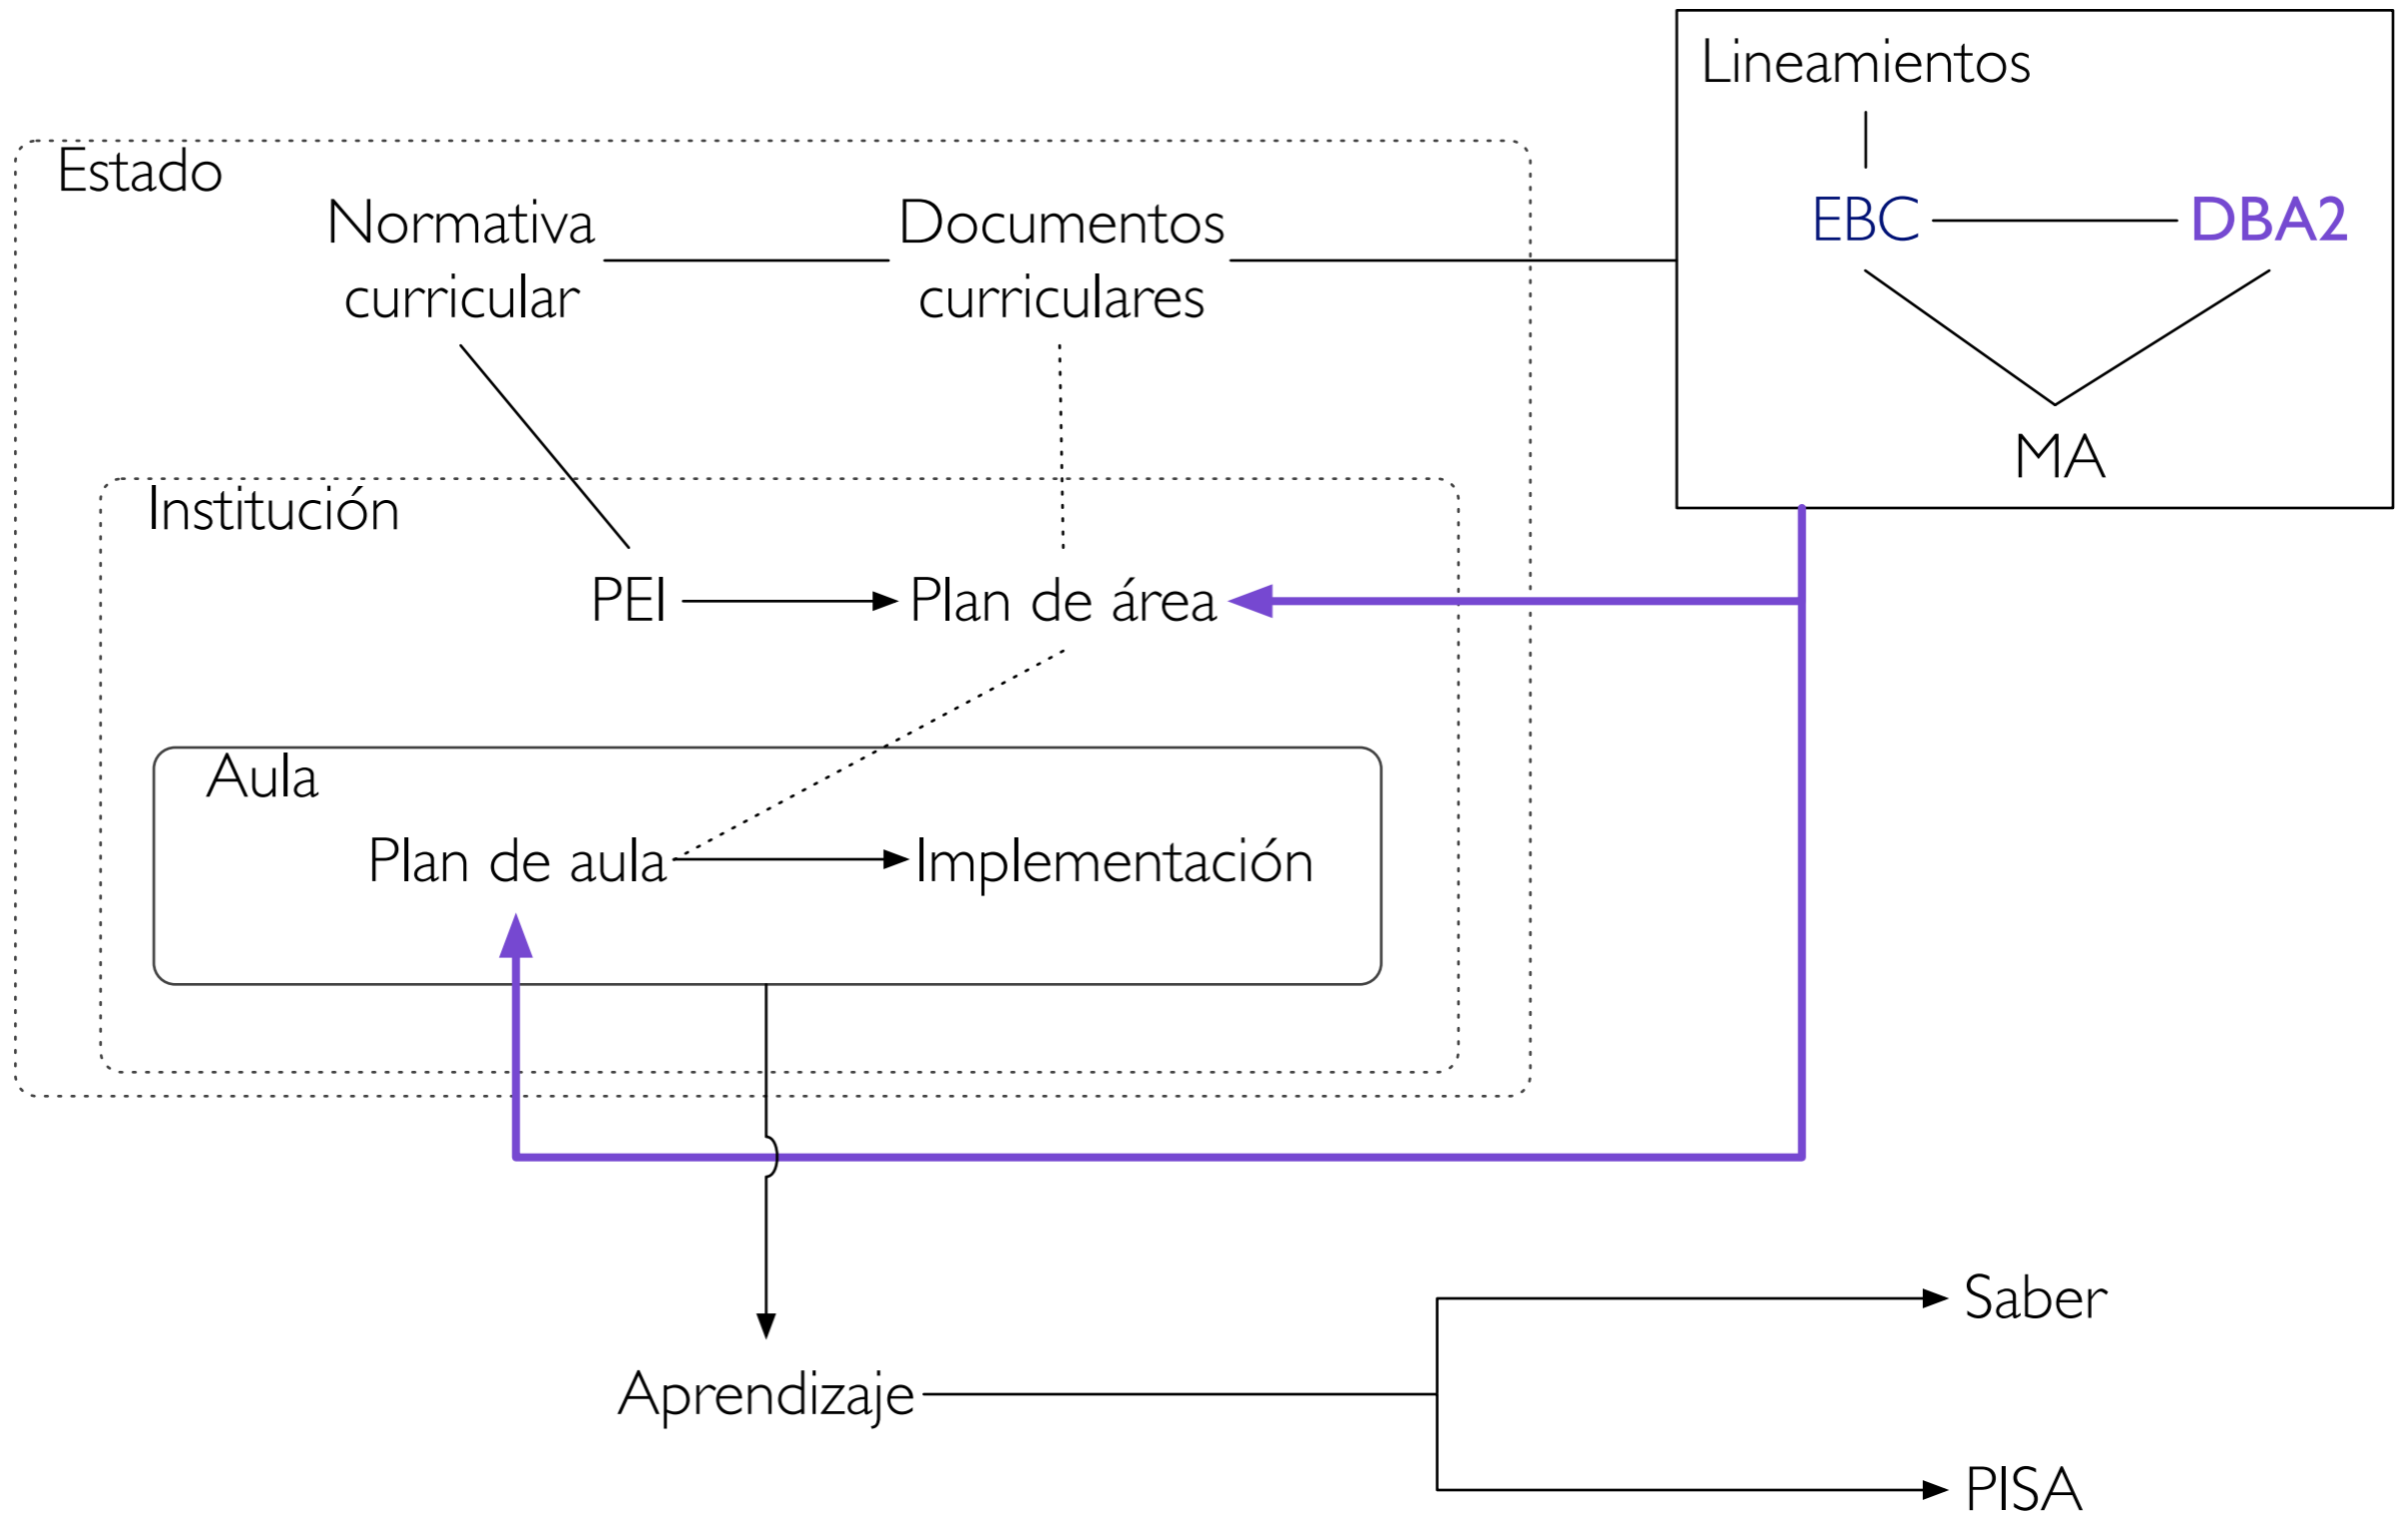 Lineamientos
EBC
DBA2
MA
Estado
Normativa
curricular
Documentos
curriculares
Institución
PEI
Plan de área
Aula
Plan de aula
Implementación
Aprendizaje
Saber
PISA